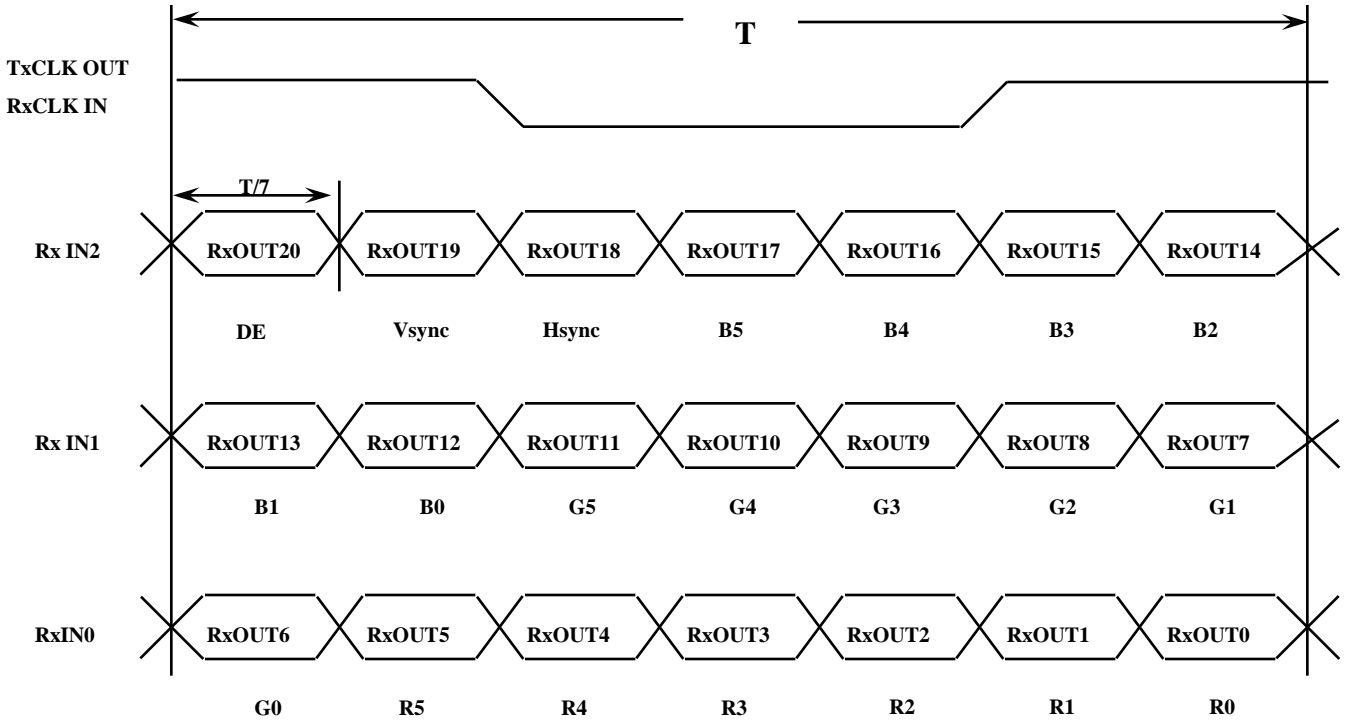 T
TxCLK OUT
RxCLK IN
T/7
Rx IN2 RxOUT20 RxOUT19 RxOUT18 RxOUT17 RxOUT16 RxOUT15 RxOUT14
DE Vsync Hsync B5 B4 B3 B2
Rx IN1 RxOUT13 RxOUT12 RxOUT11 RxOUT10 RxOUT9 RxOUT8 RxOUT7
B1 B0 G5 G4 G3 G2 G1
RxIN0 RxOUT6 RxOUT5 RxOUT4 RxOUT3 RxOUT2 RxOUT1 RxOUT0
G0 R5 R4 R3 R2 R1 R0